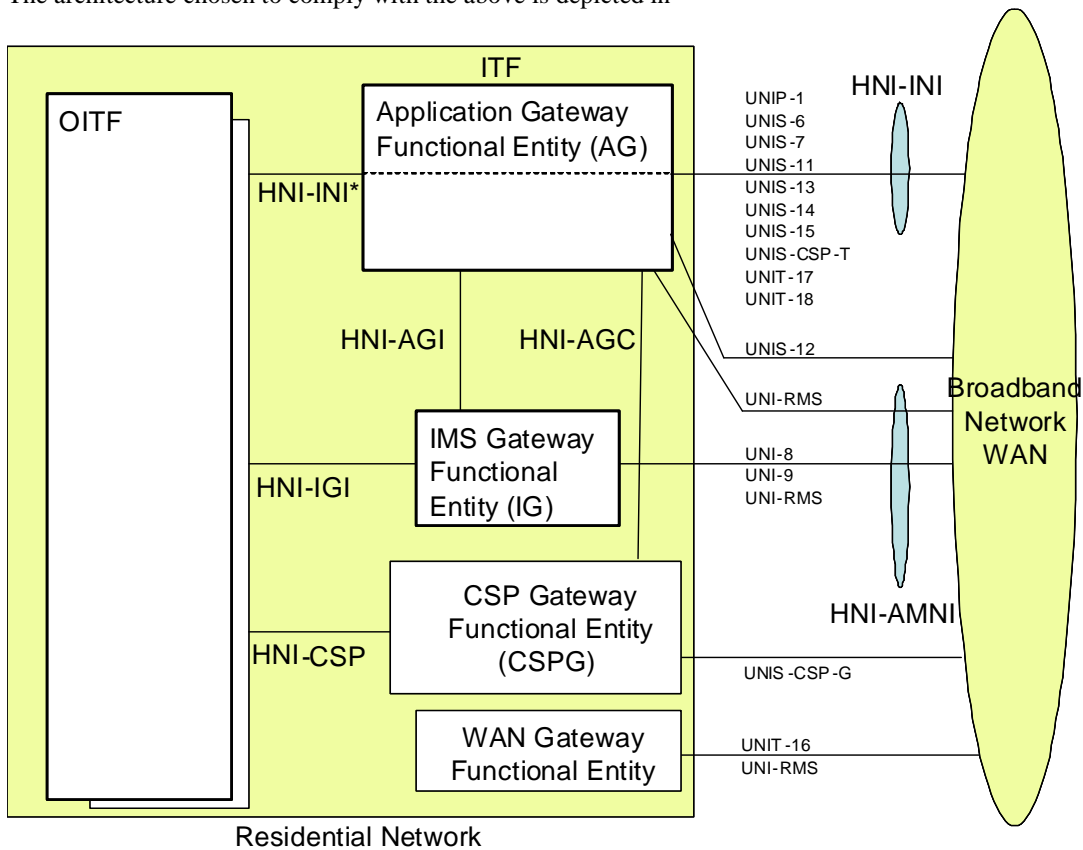 The architecture chosen to comply with the above is depicted in
ITF
OITF
Application Gateway
Functional Entity (AG)
HNI-INI*
HNI-AGI
HNI-AGC
IMS Gateway
Functional
Entity (IG)
HNI-IGI
CSP Gateway
Functional Entity
(CSPG)
HNI-CSP
WAN Gateway
Functional Entity
Residential Network
UNIP-1
UNIS-6
UNIS-7
UNIS-11
UNIS-13
UNIS-14
UNIS-15
UNIS-CSP-T
UNIT-17
UNIT-18
HNI-INI
UNIS-12
UNI-RMS
UNI-8
UNI-9
UNI-RMS
HNI-AMNI
UNIS-CSP-G
UNIT-16
UNI-RMS
Broadband
Network
WAN